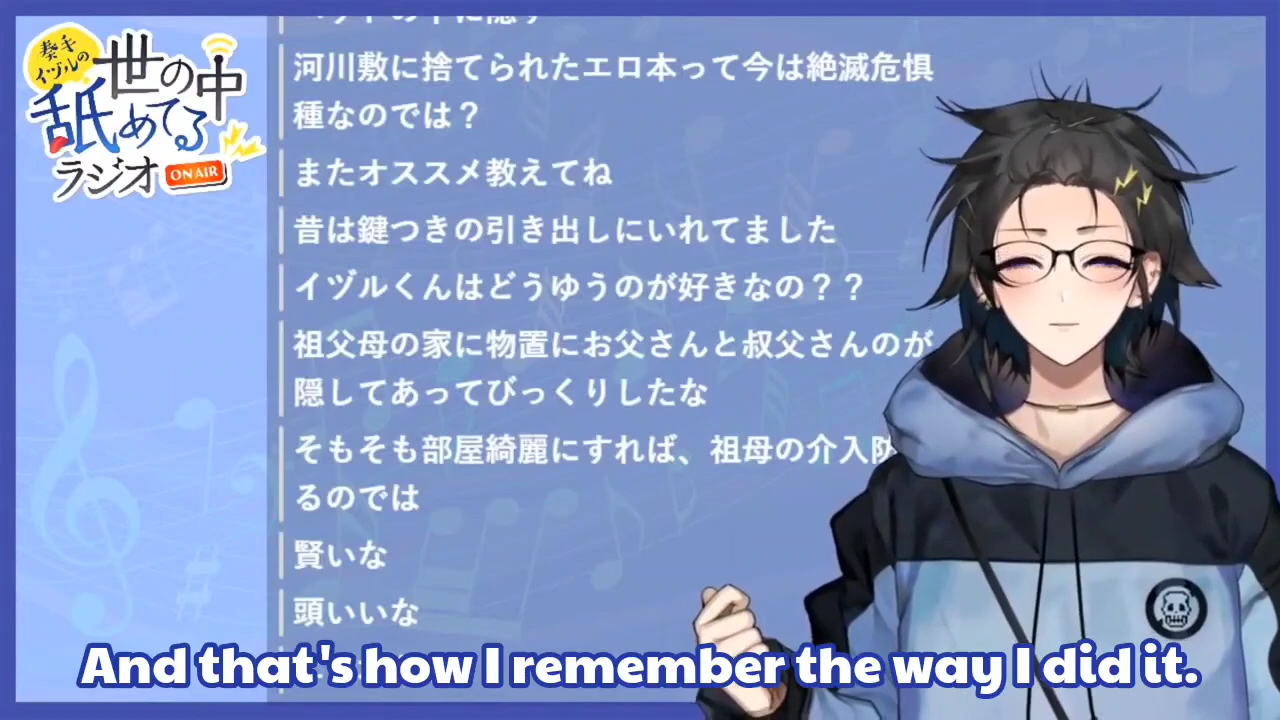 奏手
イヅルの
世の中
舐めてる
ラジオ
ON AIR
河川敷に捨てられたエロ本って今は絶滅危惧
種なのでは？
またオススメ教えてね
昔は鍵つきの引き出しにいれてました
イヅルくんはどうゆうのが好きなの？？
祖父母の家に物置にお父さんと叔父さんのが
隠してあってびっくりしたな
そもそも部屋綺麗にすれば、祖母の介入防
るのでは
賢いな
頭いいな
And that's how I remember the way I did it.